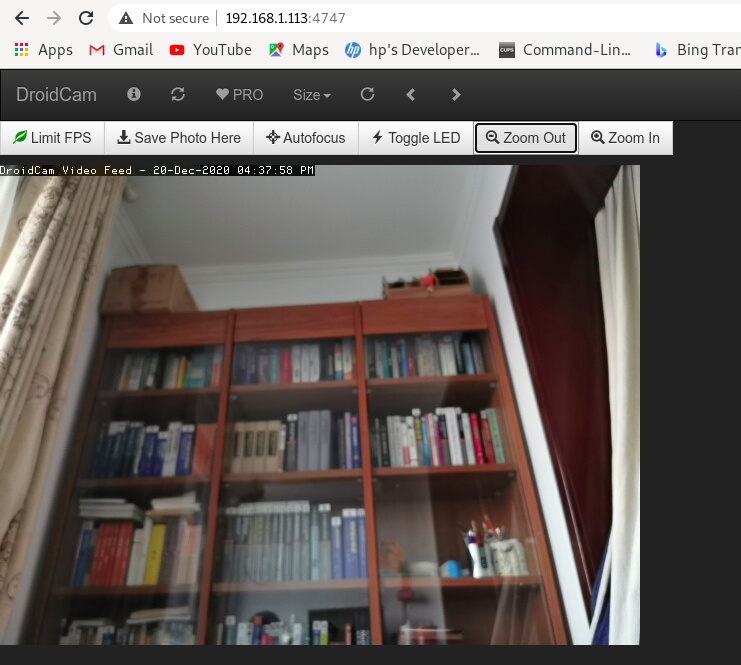 Not secure | 192.168.1.113:4747
Apps Gmail YouTube Maps hp's Developer... Command-Lin... Bing Tran
DroidCam PRO Size
Limit FPS Save Photo Here Autofocus Toggle LED Zoom Out Zoom In
DroidCam Video Feed - 20-Dec-2020 04:37:58 PM